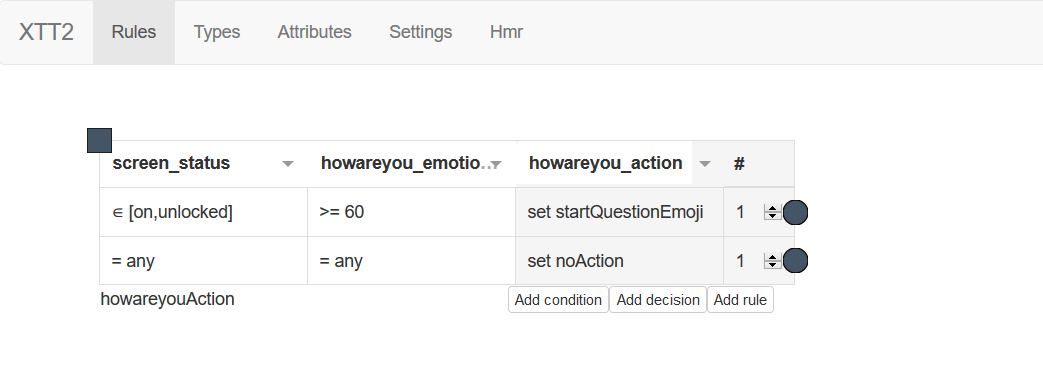 XTT2 Rules Types Attributes Settings Hmr
screen_status howareyou_emotio... howareyou_action #
∈ [on,unlocked] >= 60 set startQuestionEmoji 1
= any = any set noAction 1
howareyouAction Add condition Add decision Add rule